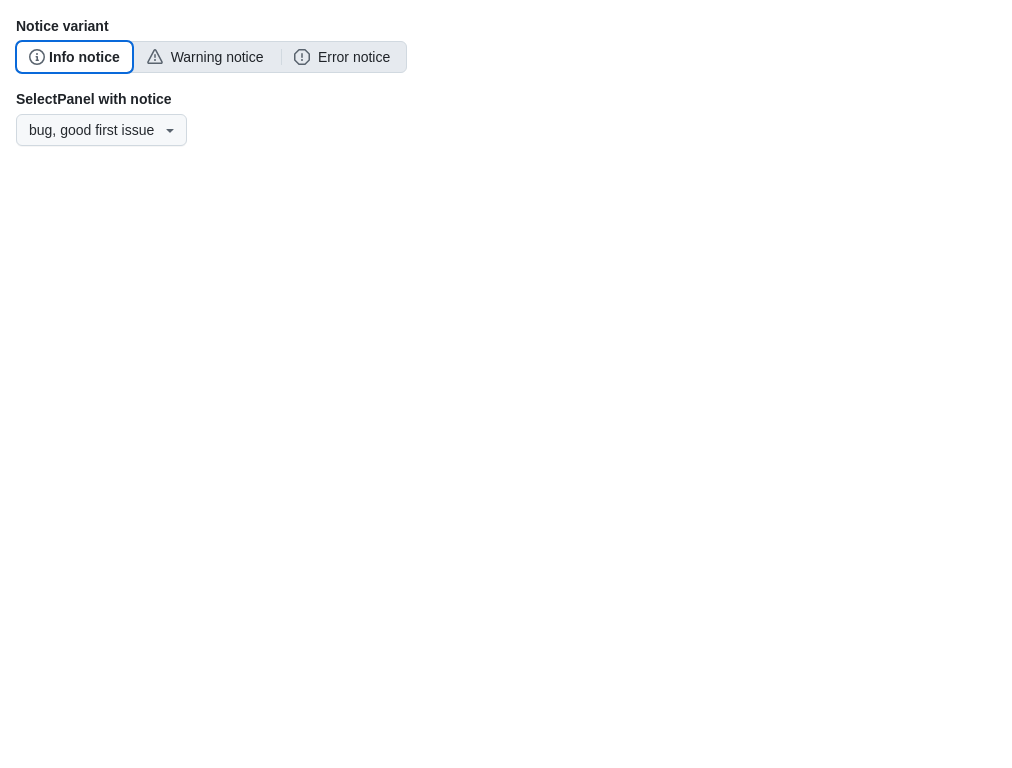 Notice variant
Info notice
Warning notice
Error notice
SelectPanel with notice
bug, good first issue